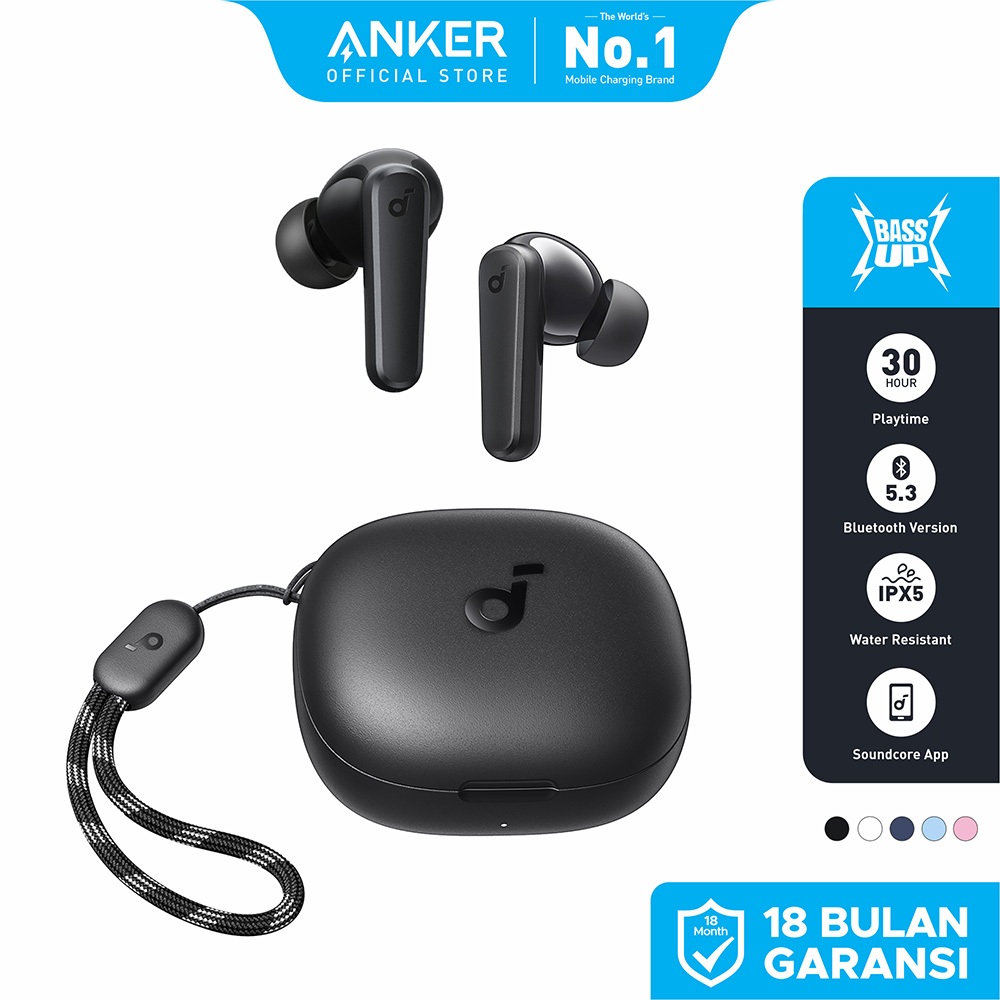 ANKER
OFFICIAL STORE
The World's
No.1
Mobile Charging Brand
BASS
UP
30
HOUR
Playtime
5.3
Bluetooth Version
IPX5
Water Resistant
Soundcore App
18
Month
18 BULAN
GARANSI